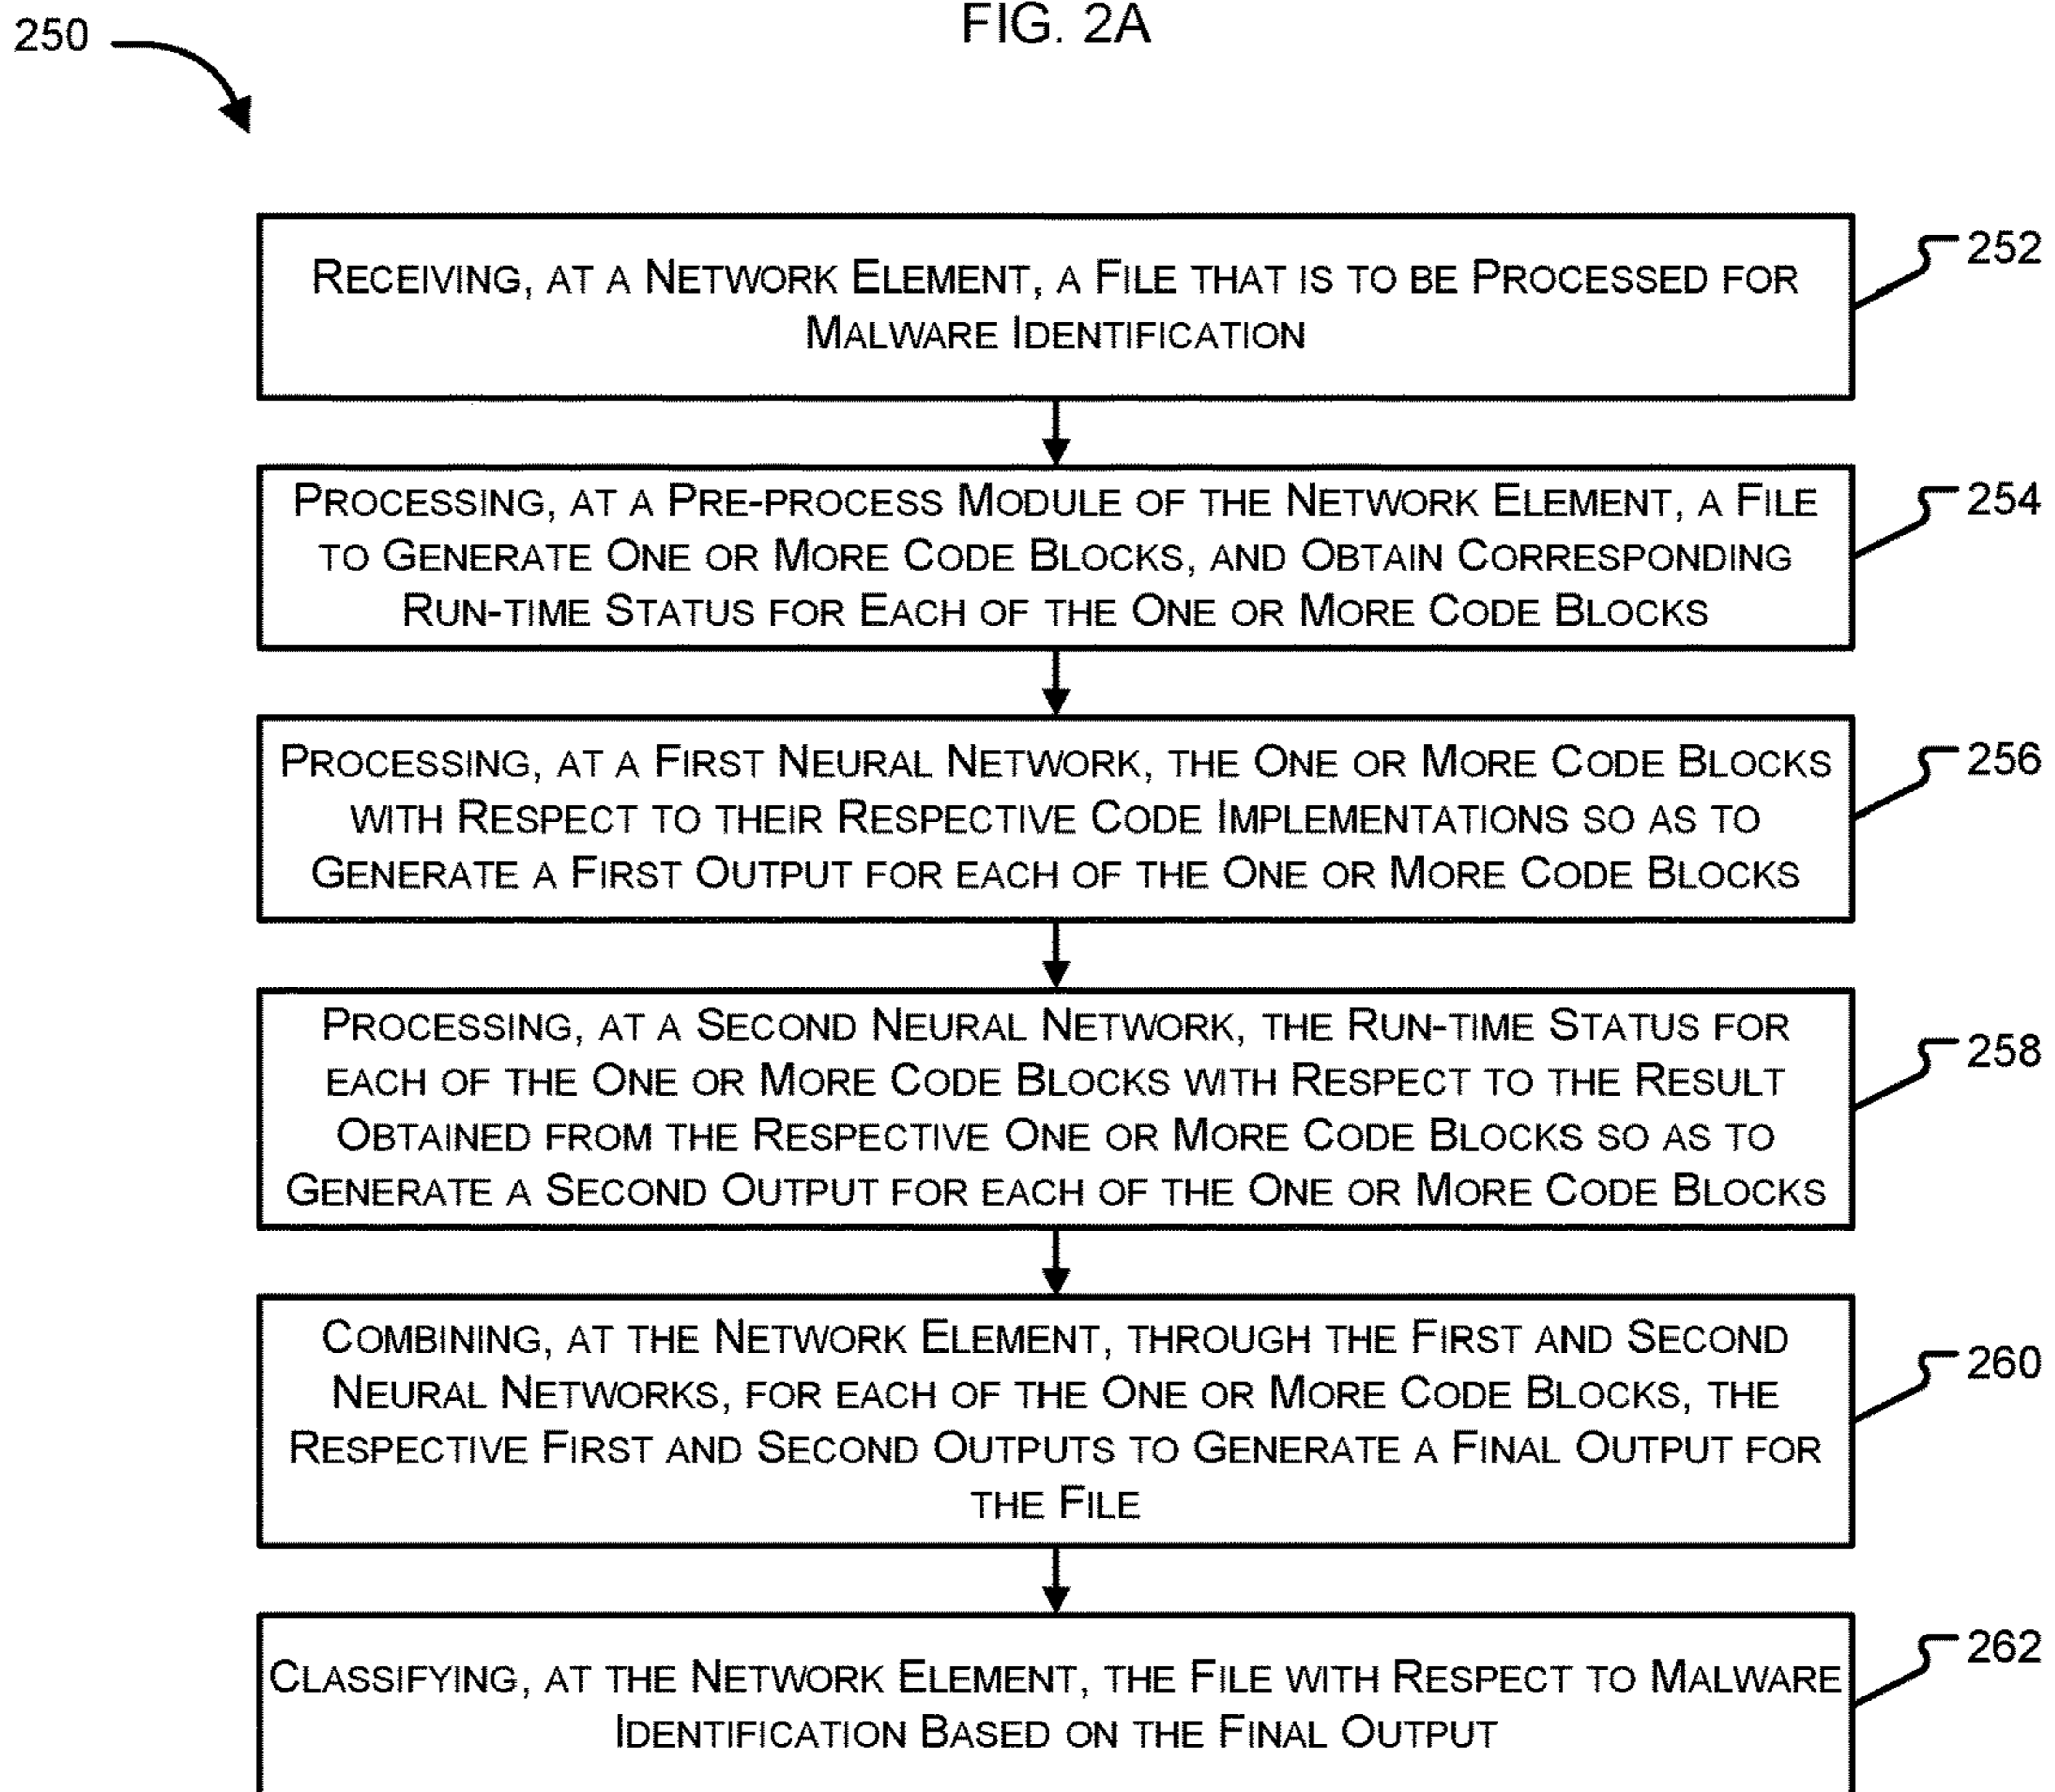 FIG. 2A
250
RECEIVING, AT A NETWORK ELEMENT, A FILE THAT IS TO BE PROCESSED FOR
MALWARE IDENTIFICATION
252
PROCESSING, AT A PRE-PROCESS MODULE OF THE NETWORK ELEMENT, A FILE
TO GENERATE ONE OR MORE CODE BLOCKS, AND OBTAIN CORRESPONDING
RUN-TIME STATUS FOR EACH OF THE ONE OR MORE CODE BLOCKS
254
PROCESSING, AT A FIRST NEURAL NETWORK, THE ONE OR MORE CODE BLOCKS
WITH RESPECT TO THEIR RESPECTIVE CODE IMPLEMENTATIONS SO AS TO
GENERATE A FIRST OUTPUT FOR EACH OF THE ONE OR MORE CODE BLOCKS
256
PROCESSING, AT A SECOND NEURAL NETWORK, THE RUN-TIME STATUS FOR
EACH OF THE ONE OR MORE CODE BLOCKS WITH RESPECT TO THE RESULT
OBTAINED FROM THE RESPECTIVE ONE OR MORE CODE BLOCKS SO AS TO
GENERATE A SECOND OUTPUT FOR EACH OF THE ONE OR MORE CODE BLOCKS
258
COMBINING, AT THE NETWORK ELEMENT, THROUGH THE FIRST AND SECOND
NEURAL NETWORKS, FOR EACH OF THE ONE OR MORE CODE BLOCKS, THE
RESPECTIVE FIRST AND SECOND OUTPUTS TO GENERATE A FINAL OUTPUT FOR
THE FILE
260
CLASSIFYING, AT THE NETWORK ELEMENT, THE FILE WITH RESPECT TO MALWARE
IDENTIFICATION BASED ON THE FINAL OUTPUT
262